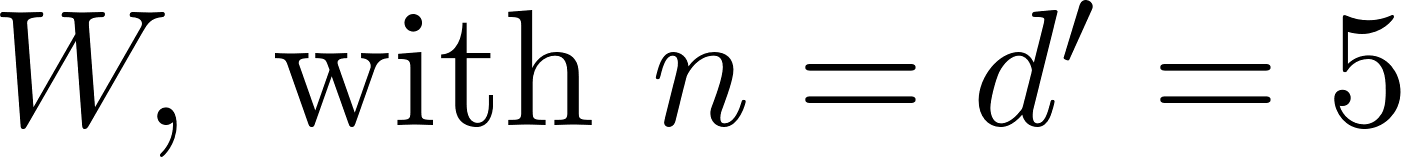 W, with n = d′ = 5